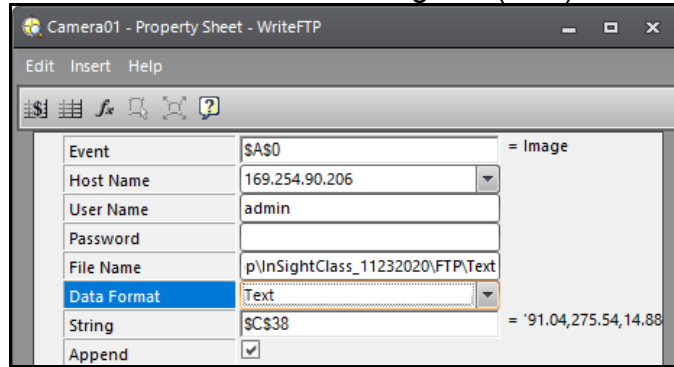 Camera01 - Property Sheet - WriteFTP
Edit Insert Help
Event $A$0 = Image
Host Name 169.254.90.206
User Name admin
Password
File Name p\InSightClass_11232020\FTP\Text
Data Format Text
String $C$38 = '91.04,275.54,14.88
Append